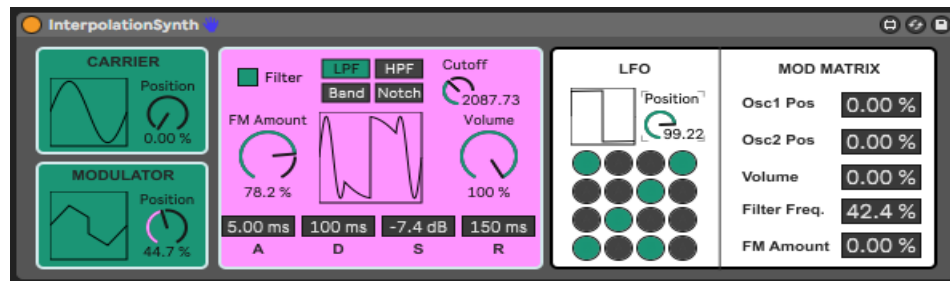 InterpolationSynth
CARRIER
Position
0.00 %
MODULATOR
Position
44.7 %
Filter
LPF HPF
Band Notch
Cutoff
2087.73
FM Amount
78.2 %
Volume
100 %
5.00 ms 100 ms -7.4 dB 150 ms
A D S R
LFO
Position
99.22
MOD MATRIX
Osc1 Pos 0.00 %
Osc2 Pos 0.00 %
Volume 0.00 %
Filter Freq. 42.4 %
FM Amount 0.00 %